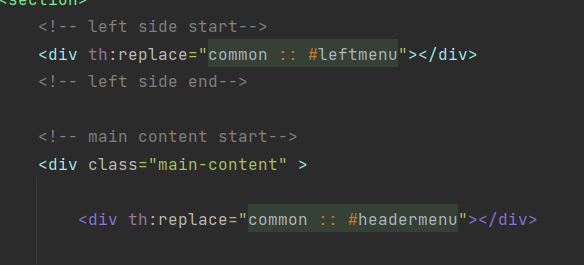 <section>
<!-- left side start-->
<div th:replace="common :: #leftmenu"></div>
<!-- left side end-->
<!-- main content start-->
<div class="main-content" >
<div th:replace="common :: #headermenu"></div>